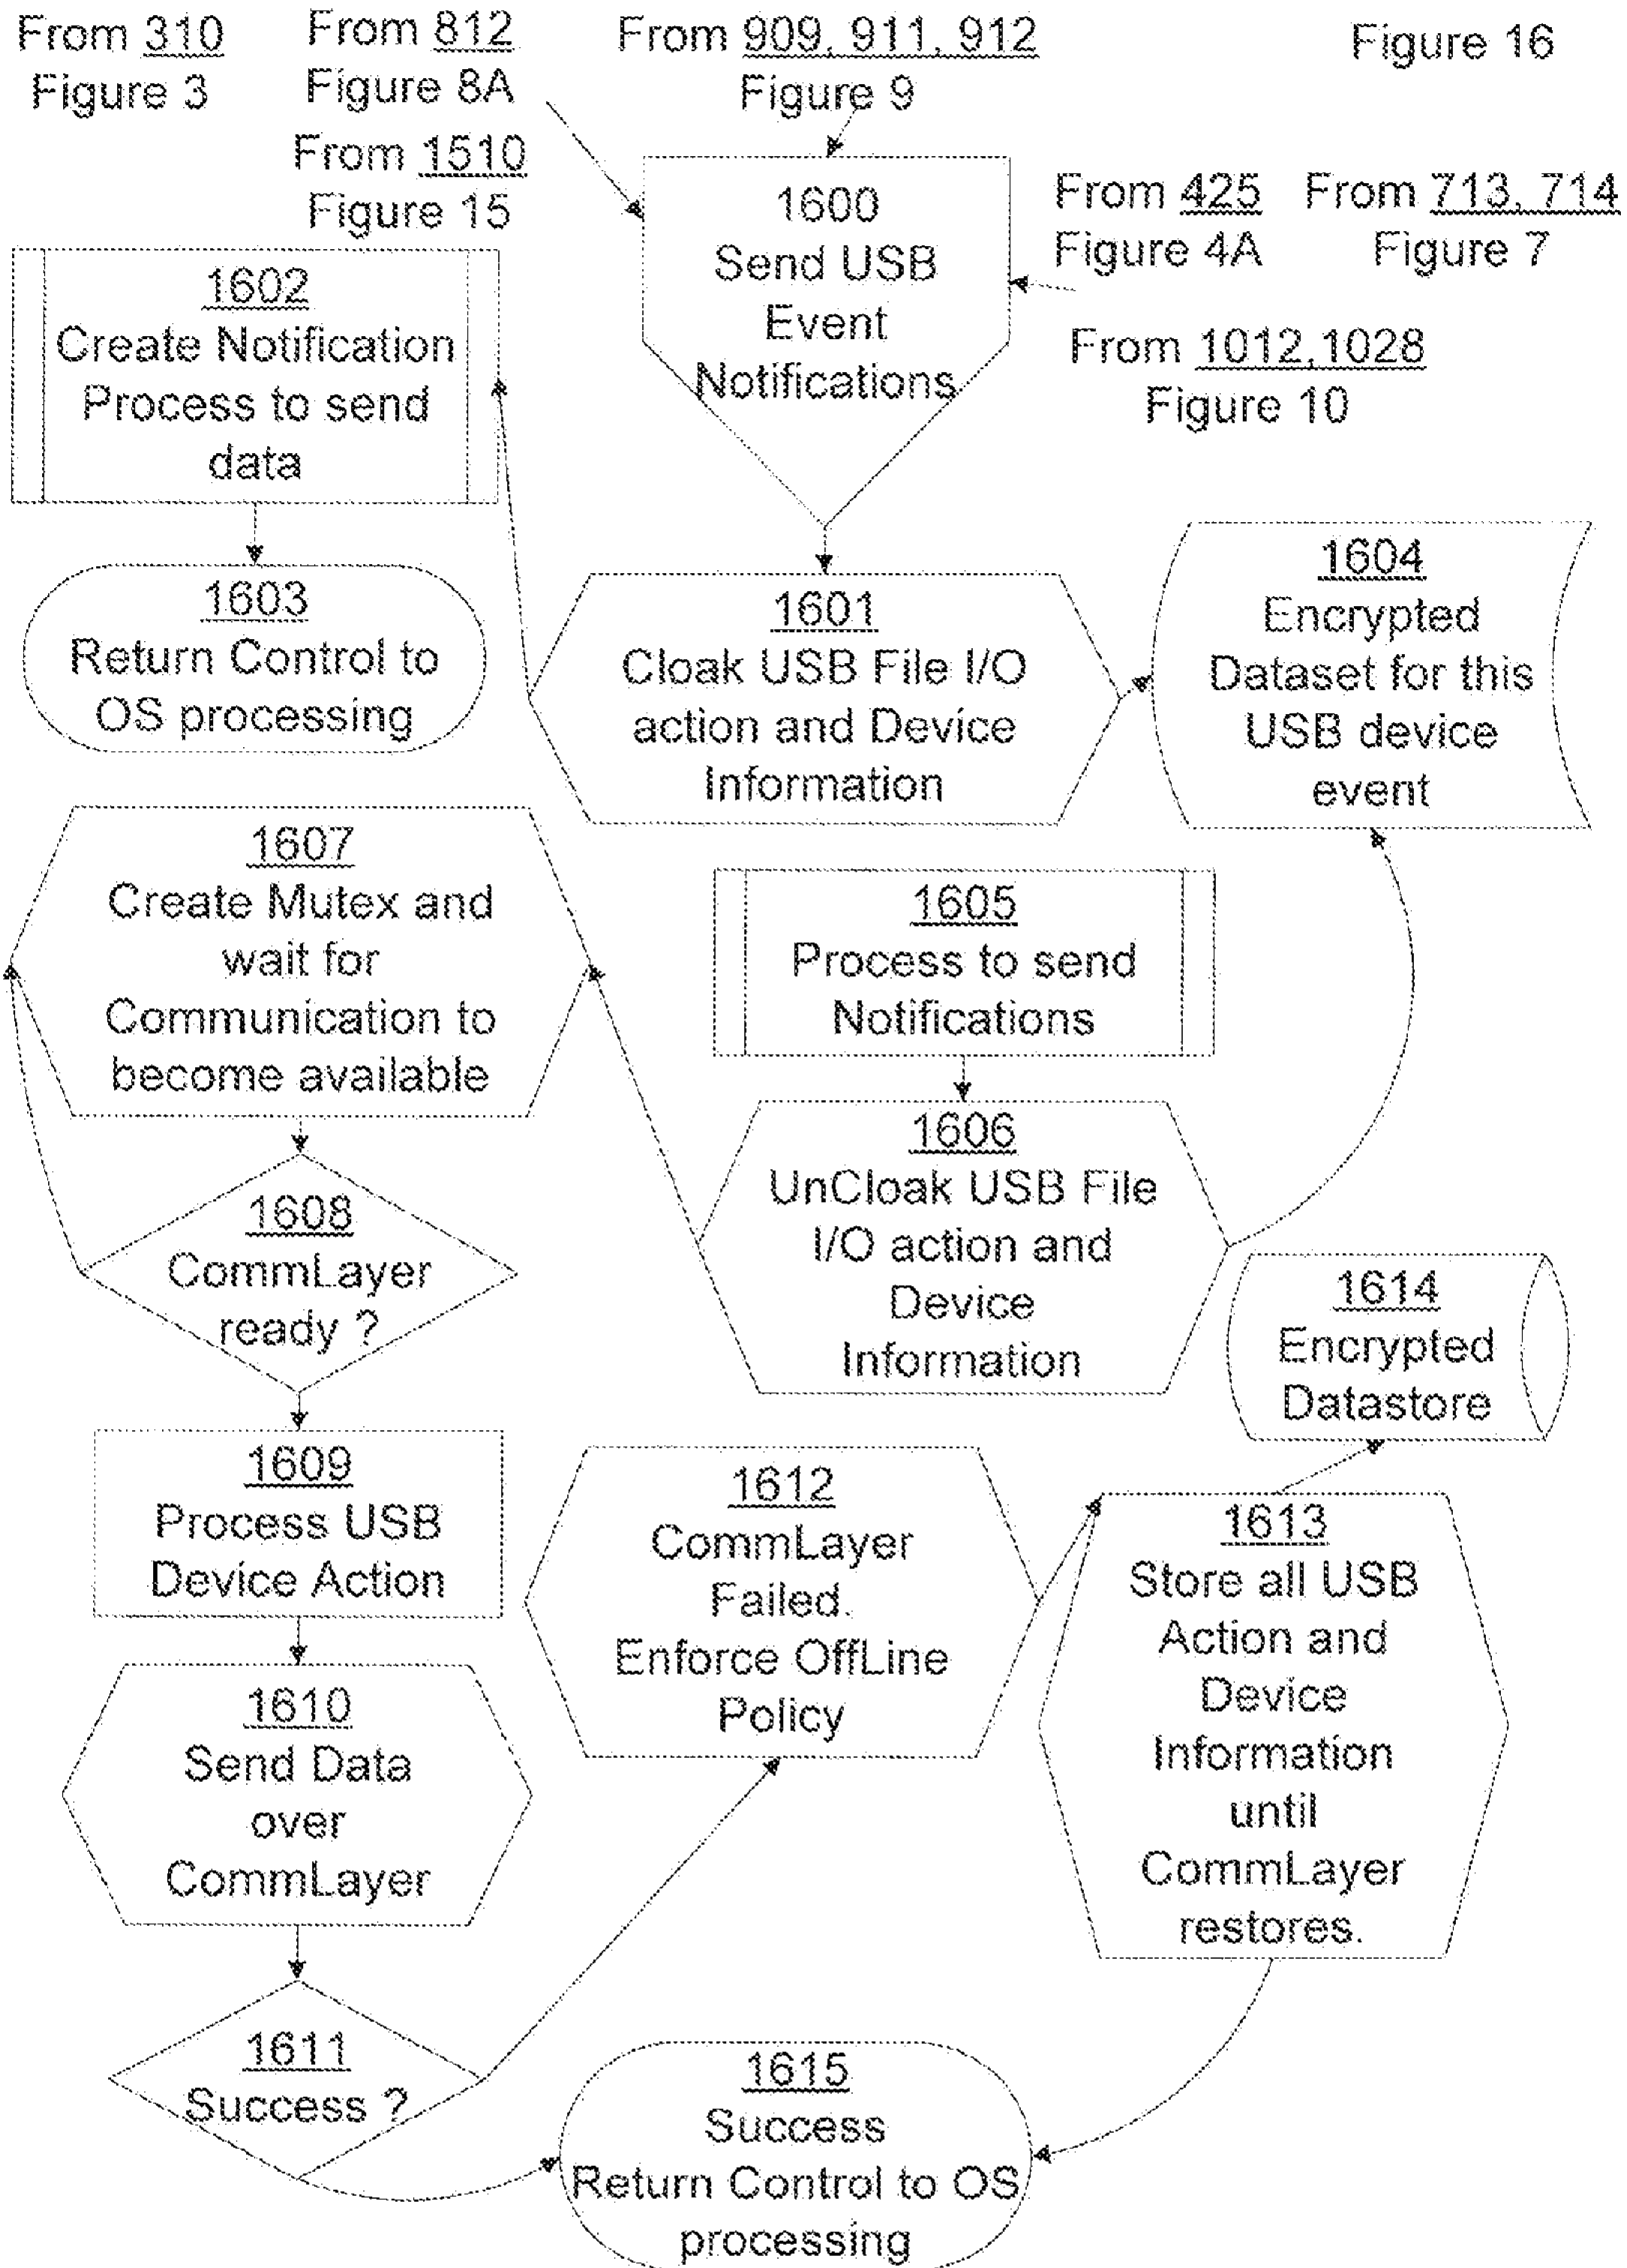 From 310
Figure 3
From 812
Figure 8A
From 909, 911, 912
Figure 9
Figure 16
From 1510
Figure 15
1600
Send USB
Event
Notifications
From 425
Figure 4A
From 713, 714
Figure 7
From 1012,1028
Figure 10
1602
Create Notification
Process to send
data
1603
Return Control to
OS processing
1601
Cloak USB File I/O
action and Device
Information
1604
Encrypted
Dataset for this
USB device
event
1607
Create Mutex and
wait for
Communication to
become available
1605
Process to send
Notifications
1606
UnCloak USB File
I/O action and
Device
Information
1608
CommLayer
ready ?
1614
Encrypted
Datastore
1609
Process USB
Device Action
1612
CommLayer
Failed.
Enforce OffLine
Policy
1613
Store all USB
Action and
Device
Information
until
CommLayer
restores.
1610
Send Data
over
CommLayer
1611
Success ?
1615
Success
Return Control to OS
processing